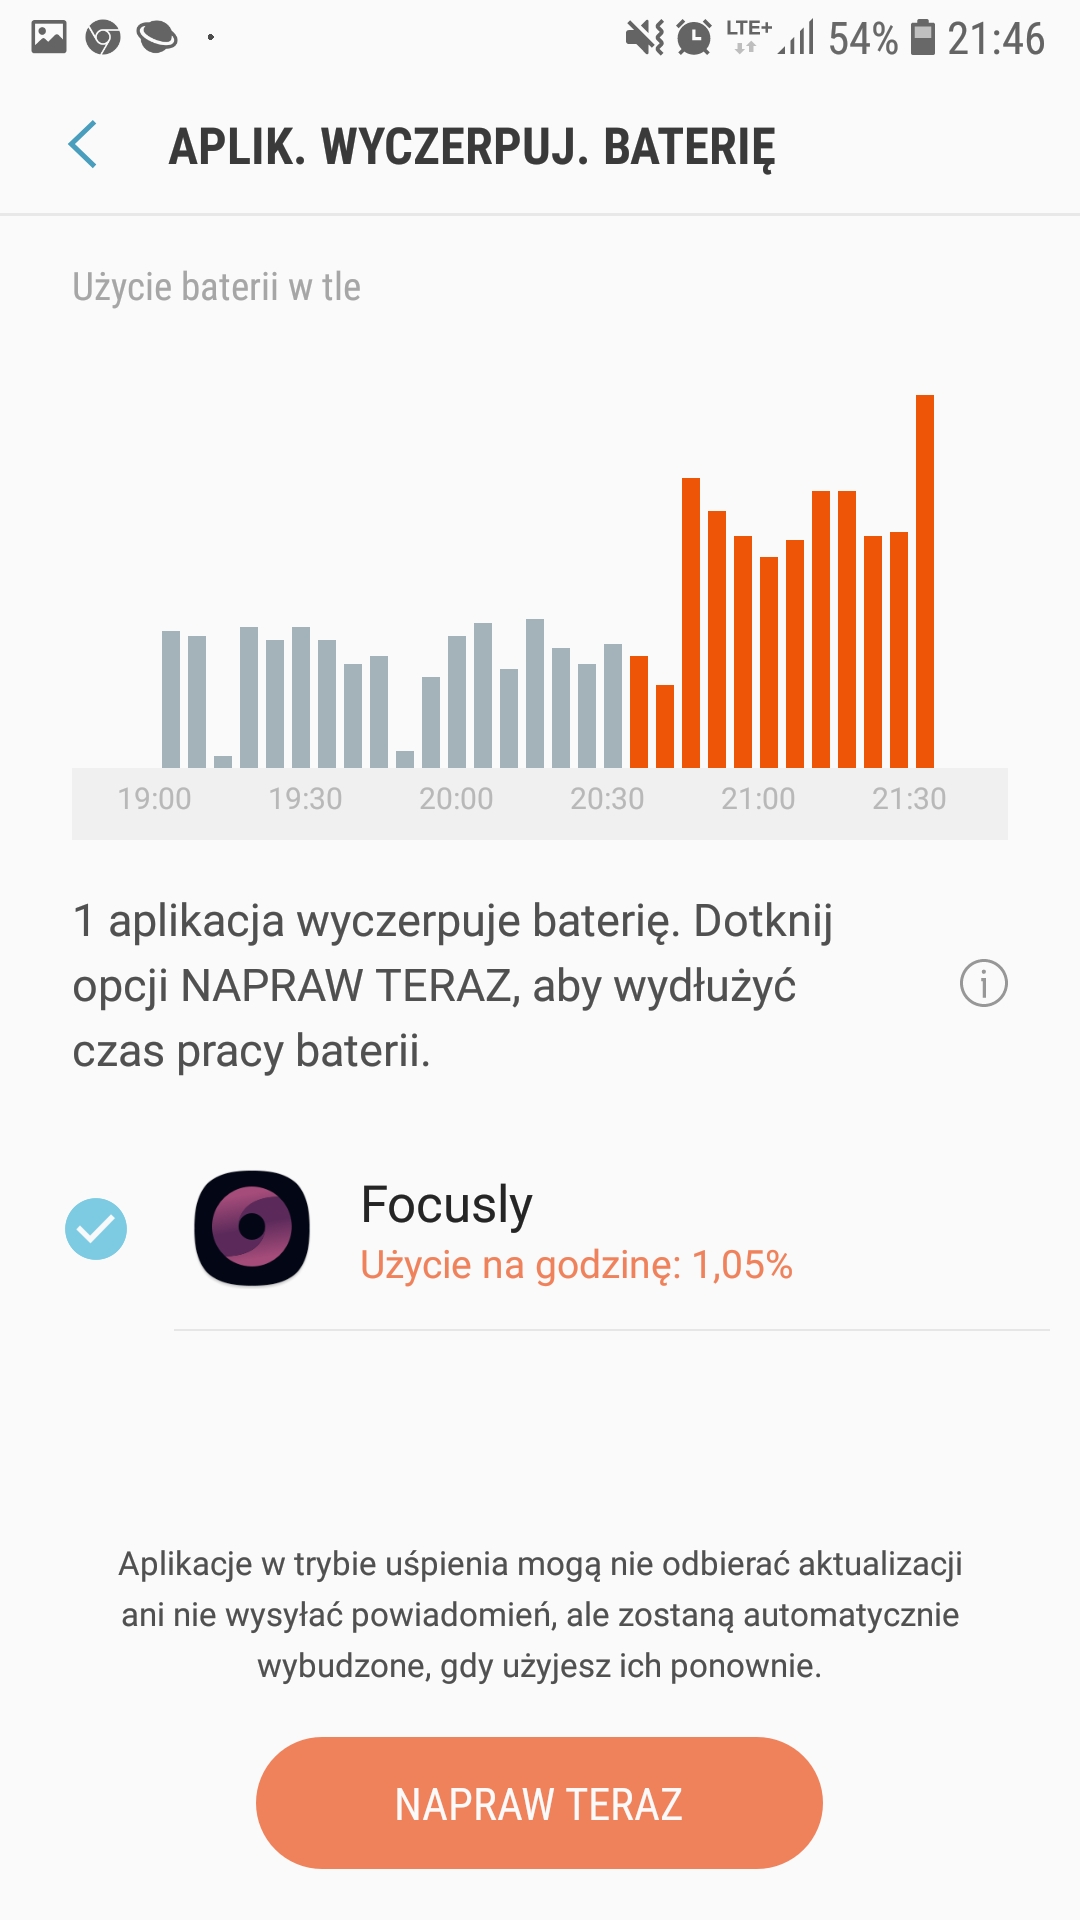 LTE+ 54% 21:46
APLIK. WYCZERPUJ. BATERIĘ
Użycie baterii w tle
19:00 19:30 20:00 20:30 21:00 21:30
1 aplikacja wyczerpuje baterię. Dotknij
opcji NAPRAW TERAZ, aby wydłużyć
czas pracy baterii.
Focusly
Użycie na godzinę: 1,05%
Aplikacje w trybie uśpienia mogą nie odbierać aktualizacji
ani nie wysyłać powiadomień, ale zostaną automatycznie
wybudzone, gdy użyjesz ich ponownie.
NAPRAW TERAZ